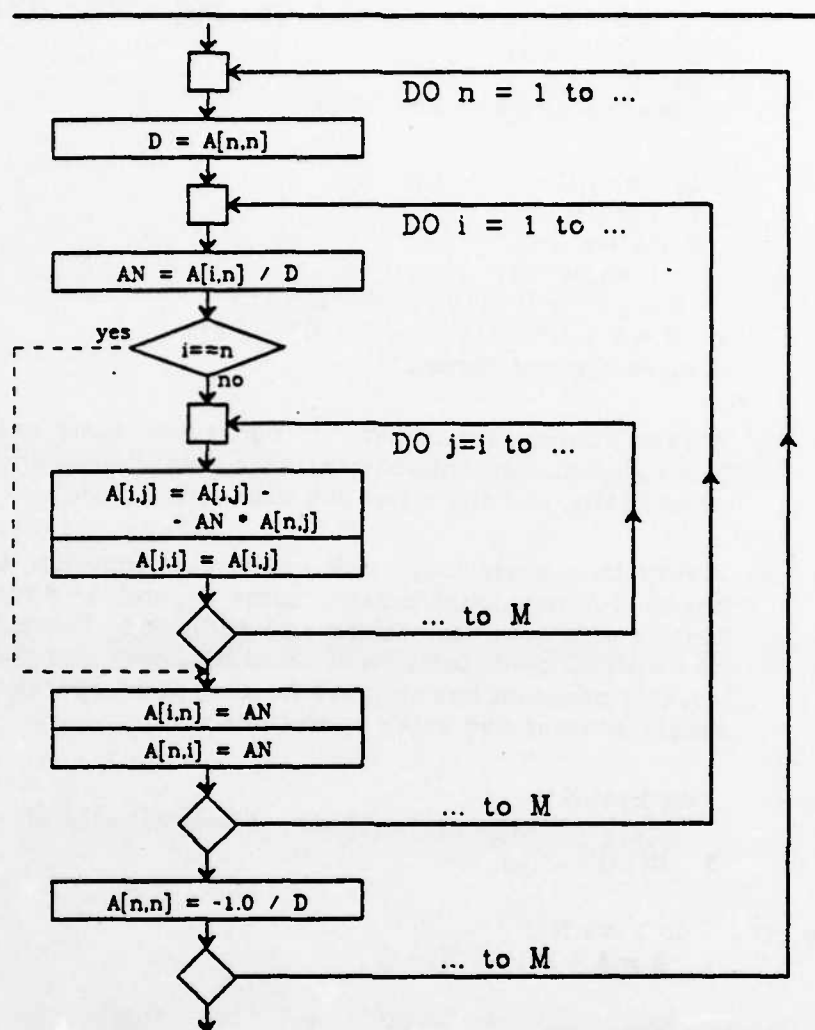 DO n = 1 to ...
D = A[n,n]
DO i = 1 to ...
AN = A[i,n] / D
yes
i==n
no
DO j=i to ...
A[i,j] = A[i,j] -
- AN * A[n,j]
A[j,i] = A[i,j]
... to M
A[i,n] = AN
A[n,i] = AN
... to M
A[n,n] = -1.0 / D
... to M